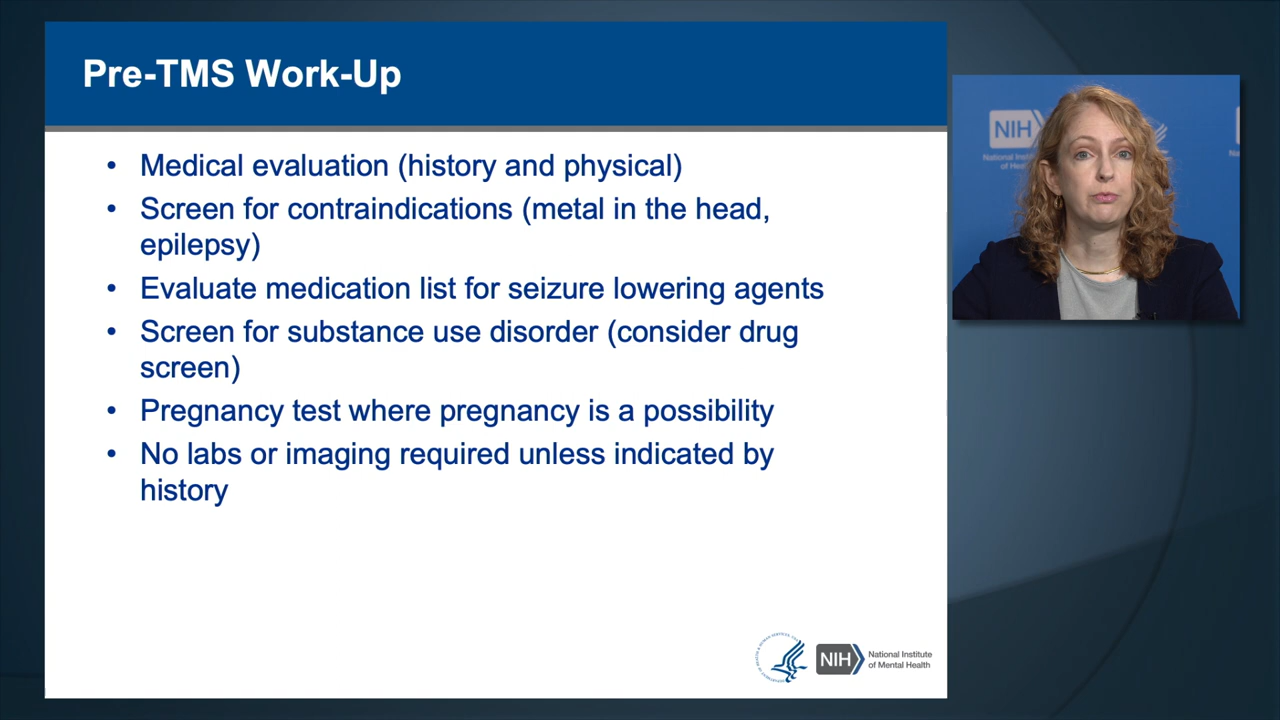 Pre-TMS Work-Up
• Medical evaluation (history and physical)
• Screen for contraindications (metal in the head,
epilepsy)
• Evaluate medication list for seizure lowering agents
• Screen for substance use disorder (consider drug
screen)
• Pregnancy test where pregnancy is a possibility
• No labs or imaging required unless indicated by
history
NIH
National Institute
of Mental Health
NIH